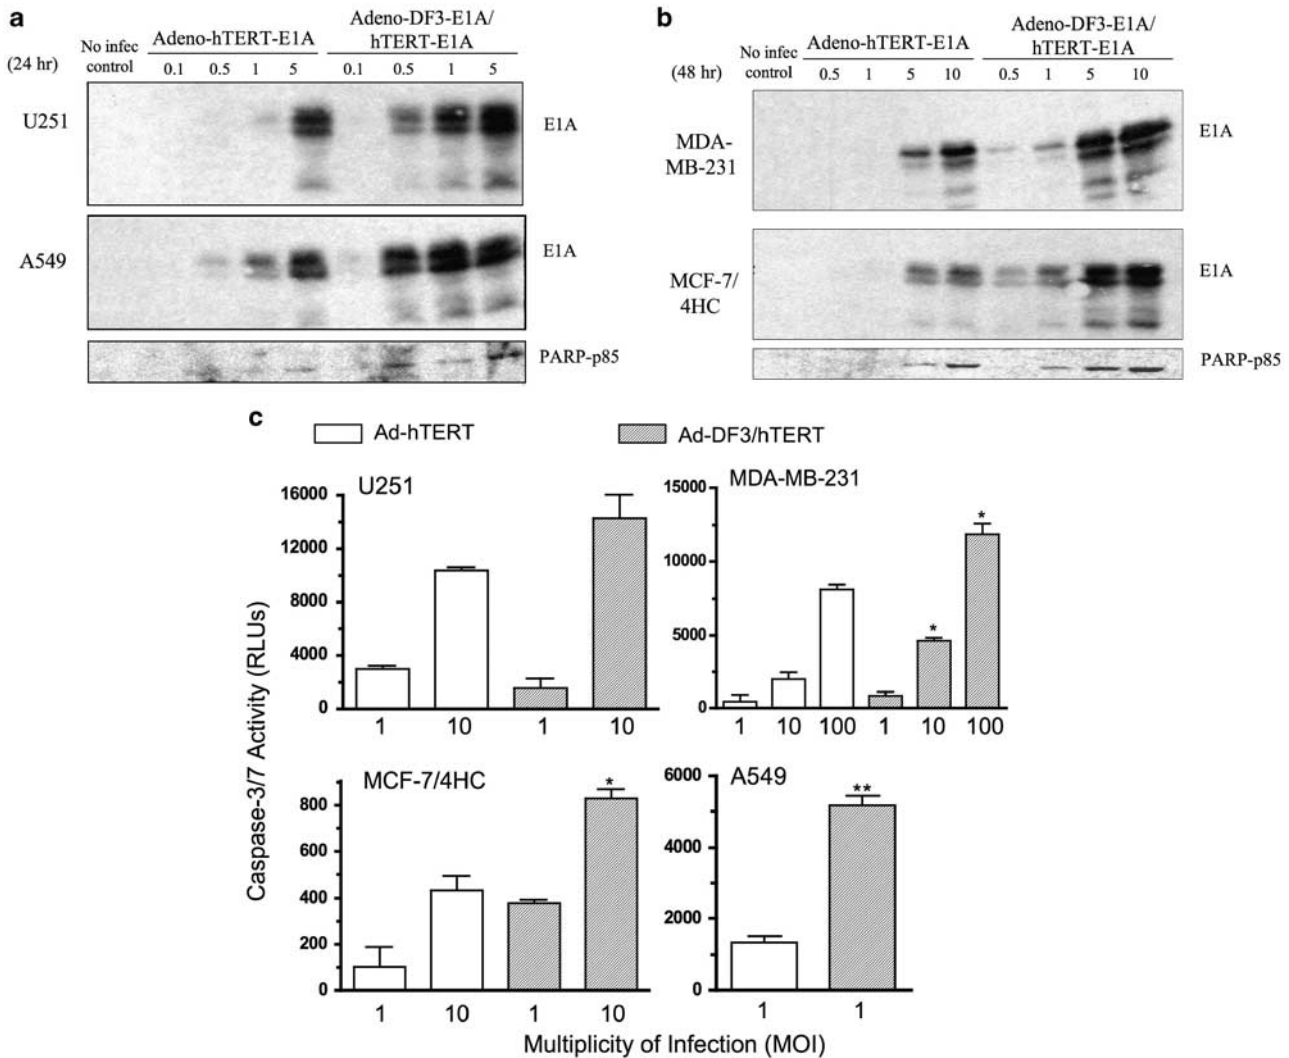 a
Adeno-DF3-E1A/
hTERT-E1A
Adeno-hTERT-E1A
No infec
control
(24 hr)
0.1 0.5 1 5 0.1 0.5 1 5
U251
E1A
A549
E1A
PARP-p85
b
Adeno-DF3-E1A/
hTERT-E1A
Adeno-hTERT-E1A
No infec
control
(48 hr)
0.5 1 5 10 0.5 1 5 10
MDA-
MB-231
E1A
MCF-7/
4HC
E1A
PARP-p85
c
Ad-hTERT
Ad-DF3/hTERT
Caspase-3/7 Activity (RLUs)
U251
16000
12000
8000
4000
0
1 10 1 10
MDA-MB-231
15000
10000
5000
0
*
*
1 10 100 1 10 100
MCF-7/4HC
800
600
400
200
0
*
1 10 1 10
A549
6000
4000
2000
0
**
1 1
Multiplicity of Infection (MOI)